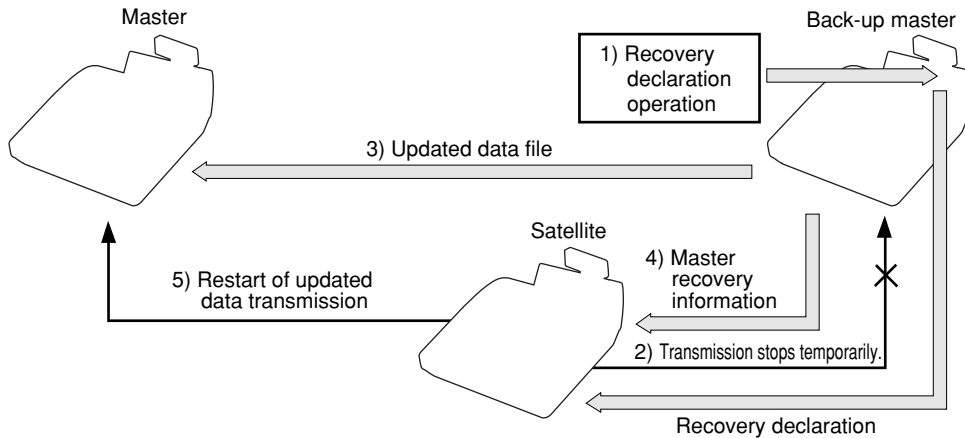 Master
Back-up master
1) Recovery
declaration
operation
3) Updated data file
Satellite
4) Master
recovery
information
5) Restart of updated
data transmission
2) Transmission stops temporarily.
Recovery declaration